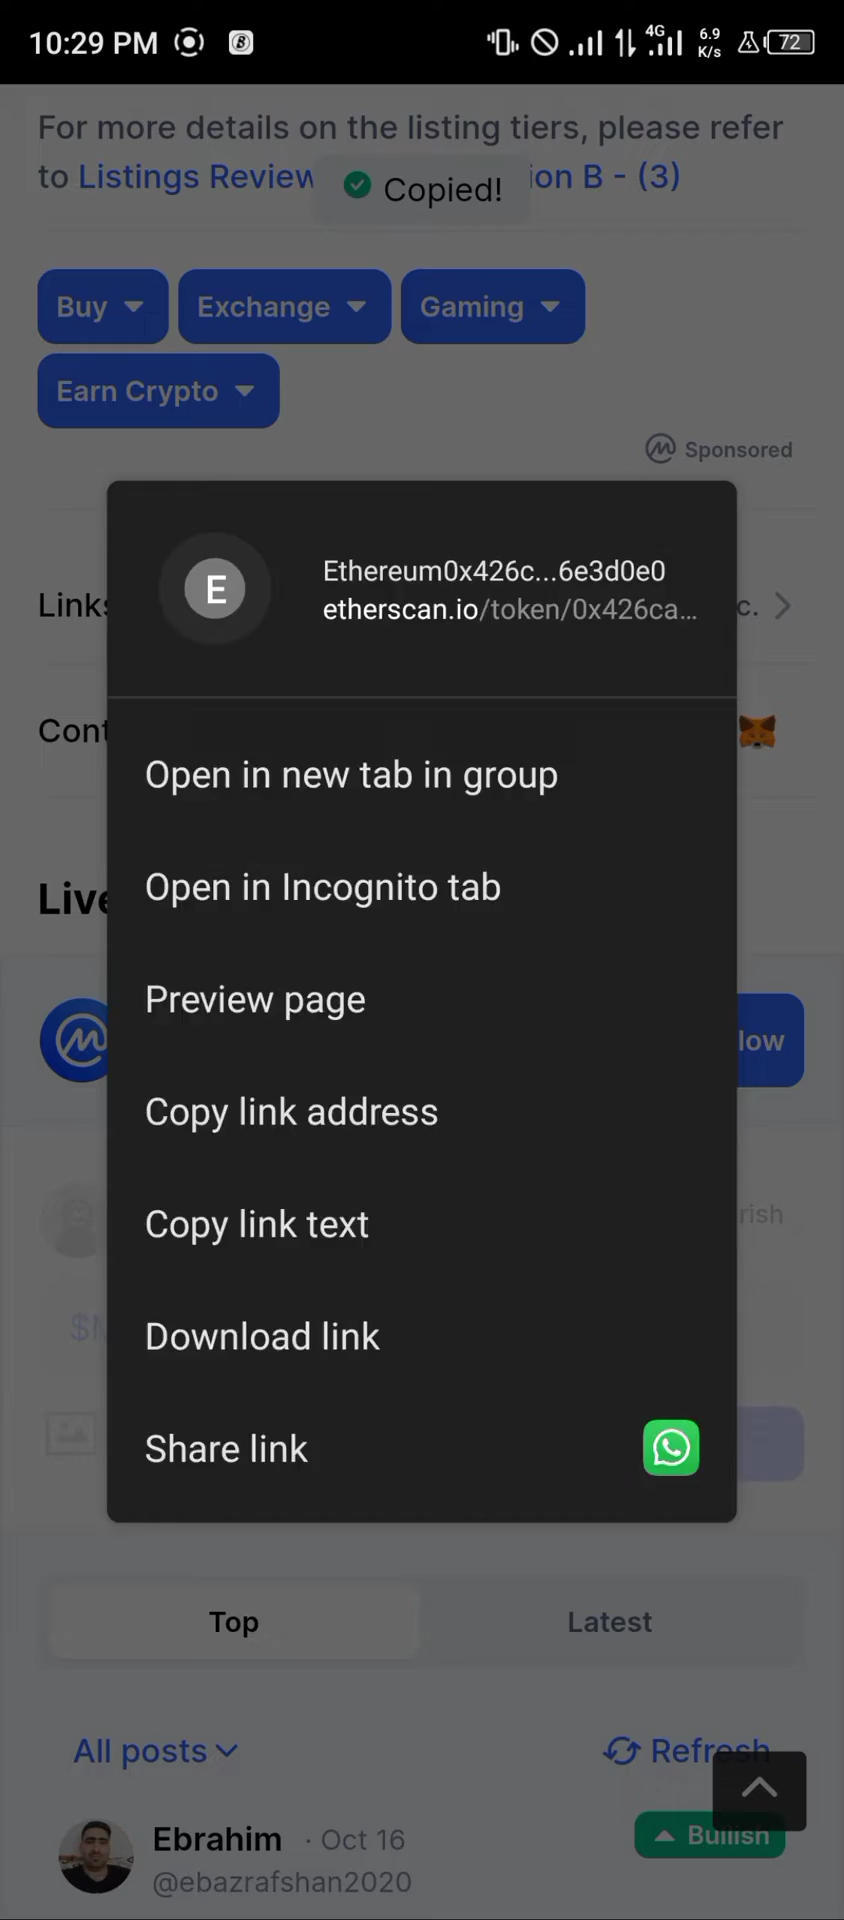 10:29 PM
4G
6.9
K/s
72
For more details on the listing tiers, please refer
to Listings Review
ion B - (3)
Copied!
Buy
Exchange
Gaming
Earn Crypto
Sponsored
Links
c.
E
Ethereum0x426c...6e3d0e0
etherscan.io/token/0x426ca...
Cont
Open in new tab in group
Open in Incognito tab
Live
Preview page
low
Copy link address
Copy link text
rish
$M
Download link
Share link
Top
Latest
All posts
Refresh
Ebrahim · Oct 16
Bullish
@ebazrafshan2020